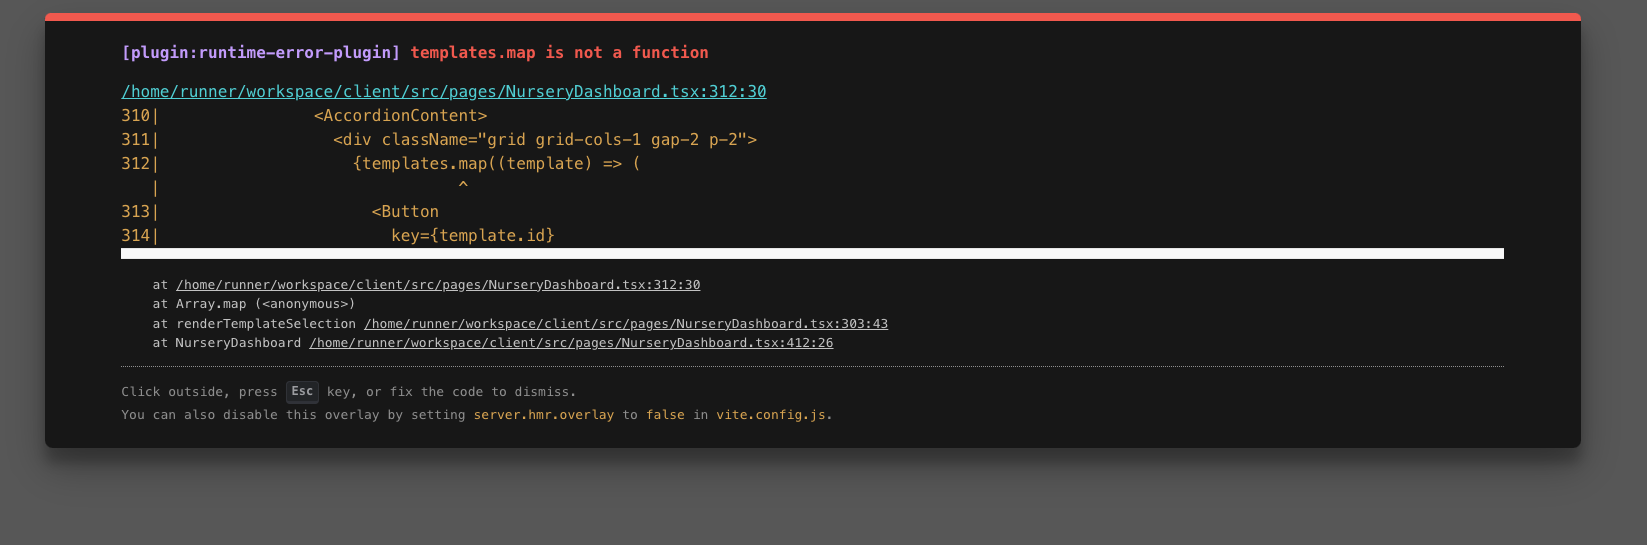 [plugin:runtime-error-plugin] templates.map is not a function
/home/runner/workspace/client/src/pages/NurseryDashboard.tsx:312:30
310|                <AccordionContent>
311|                  <div className="grid grid-cols-1 gap-2 p-2">
312|                    {templates.map((template) => (
   |                               ^
313|                      <Button
314|                        key={template.id}
    at /home/runner/workspace/client/src/pages/NurseryDashboard.tsx:312:30
    at Array.map (<anonymous>)
    at renderTemplateSelection /home/runner/workspace/client/src/pages/NurseryDashboard.tsx:303:43
    at NurseryDashboard /home/runner/workspace/client/src/pages/NurseryDashboard.tsx:412:26
Click outside, press Esc key, or fix the code to dismiss.
You can also disable this overlay by setting server.hmr.overlay to false in vite.config.js.